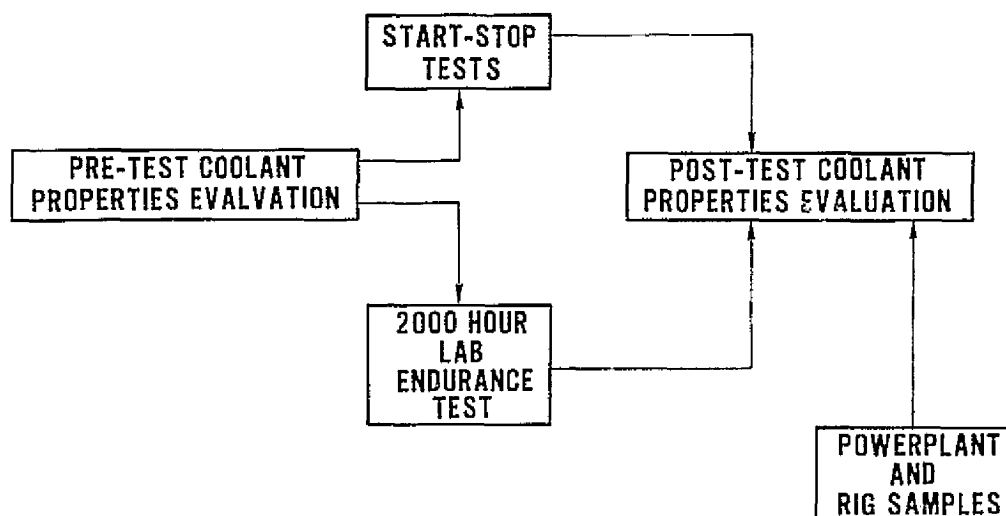 START-STOP
TESTS
PRE-TEST COOLANT
PROPERTIES EVALVATION
POST-TEST COOLANT
PROPERTIES EVALUATION
2000 HOUR
LAB
ENDURANCE
TEST
POWERPLANT
AND
RIG SAMPLES